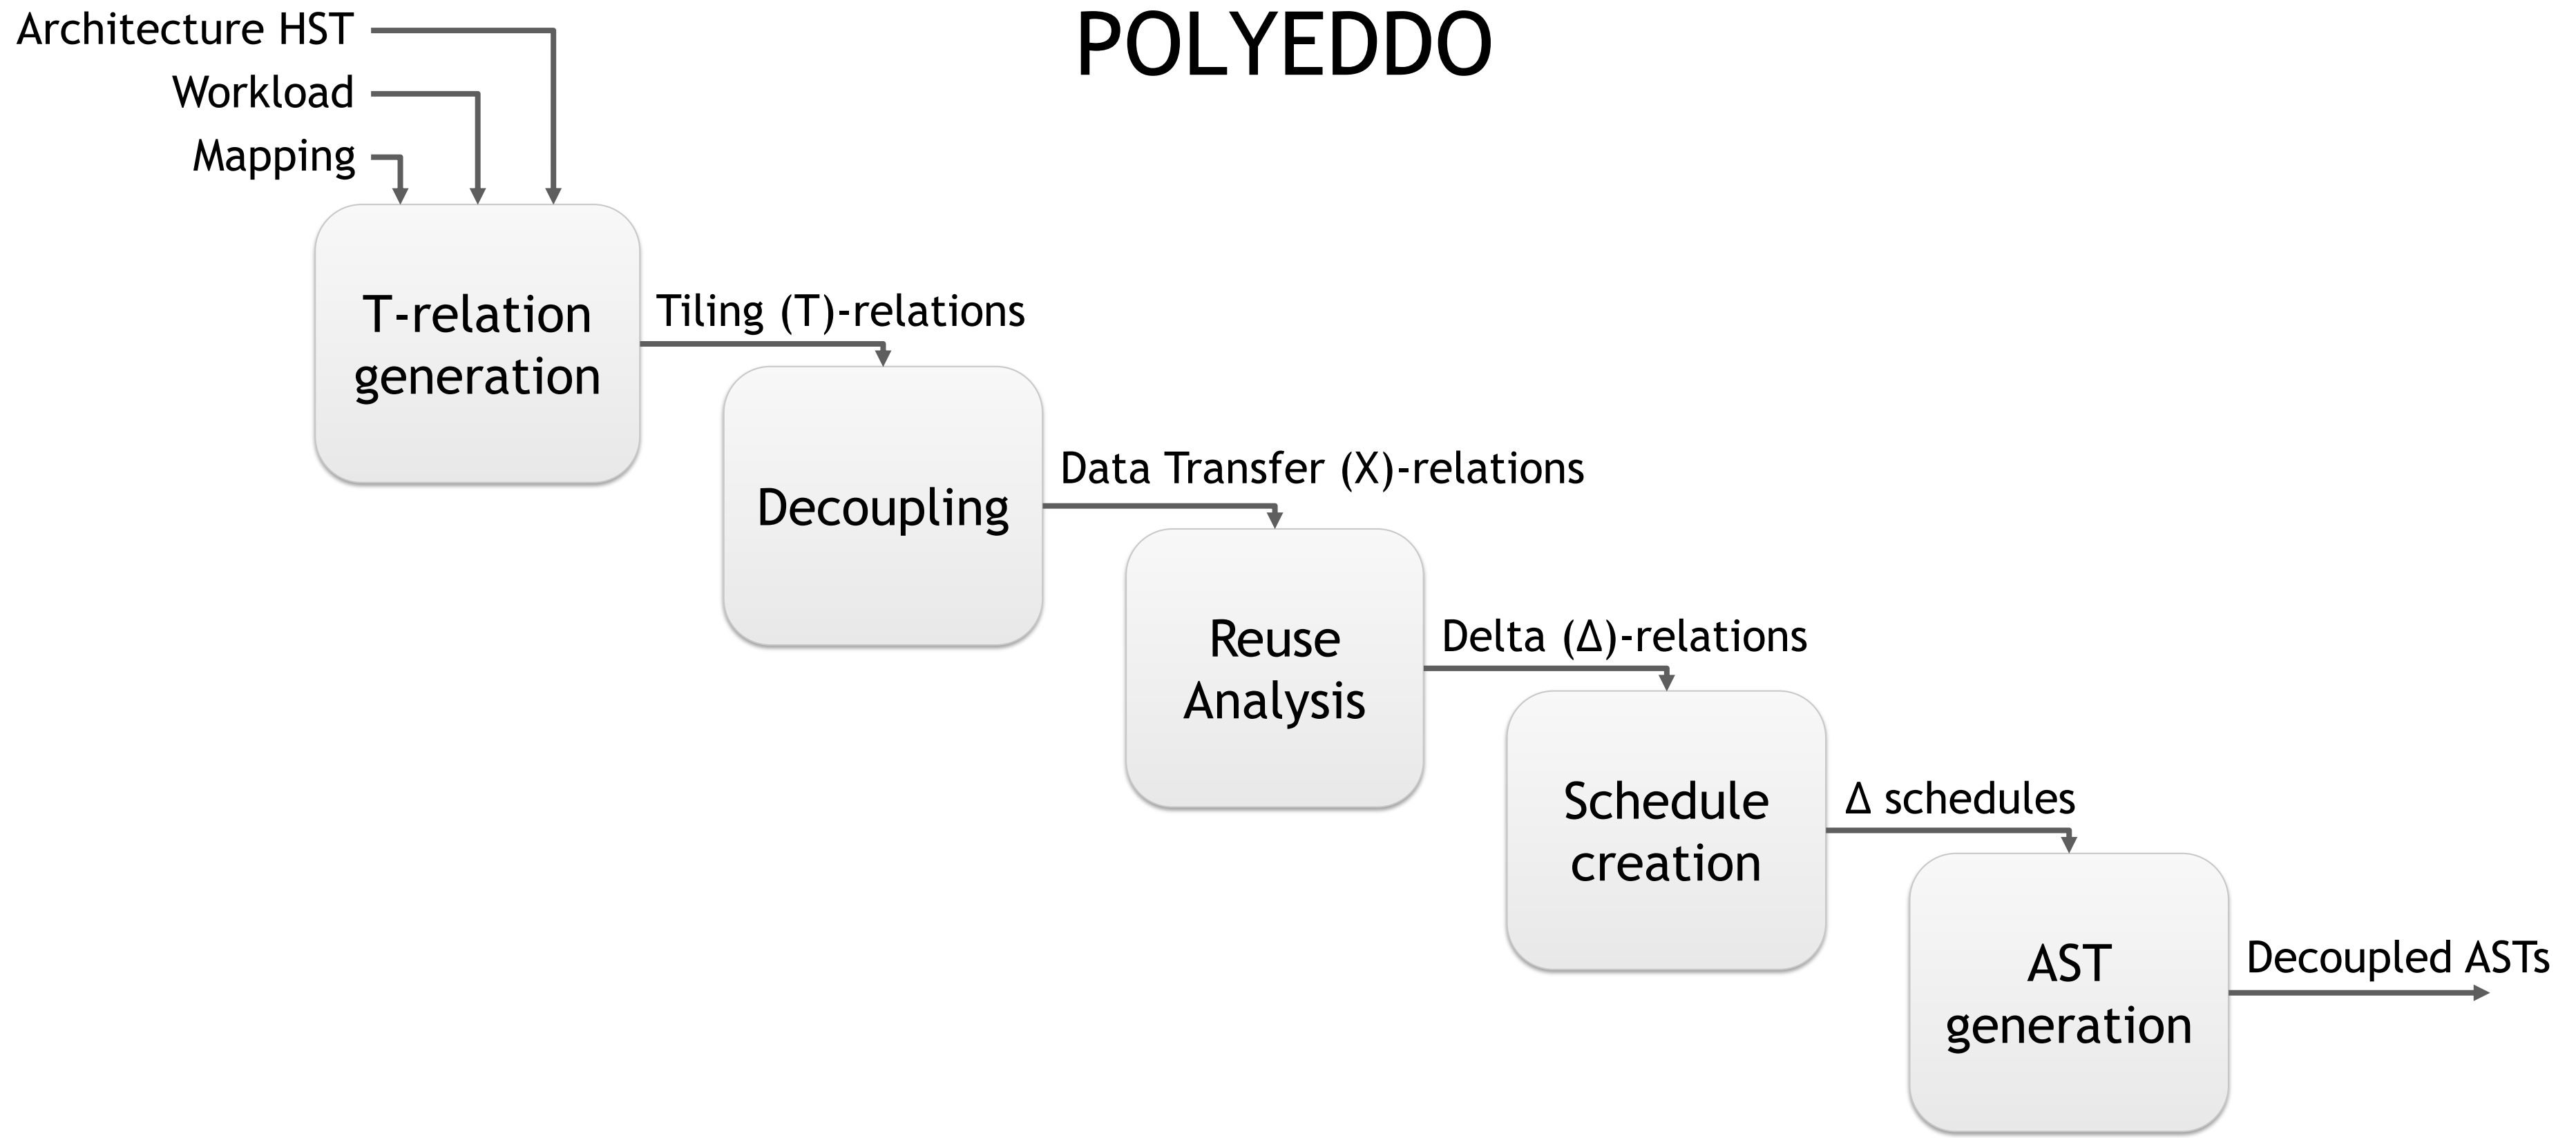 POLYEDDO
Architecture HST
Workload
Mapping
T-relation
generation
Tiling (T)-relations
Decoupling
Data Transfer (X)-relations
Reuse
Analysis
Delta (Δ)-relations
Schedule
creation
Δ schedules
AST
generation
Decoupled ASTs